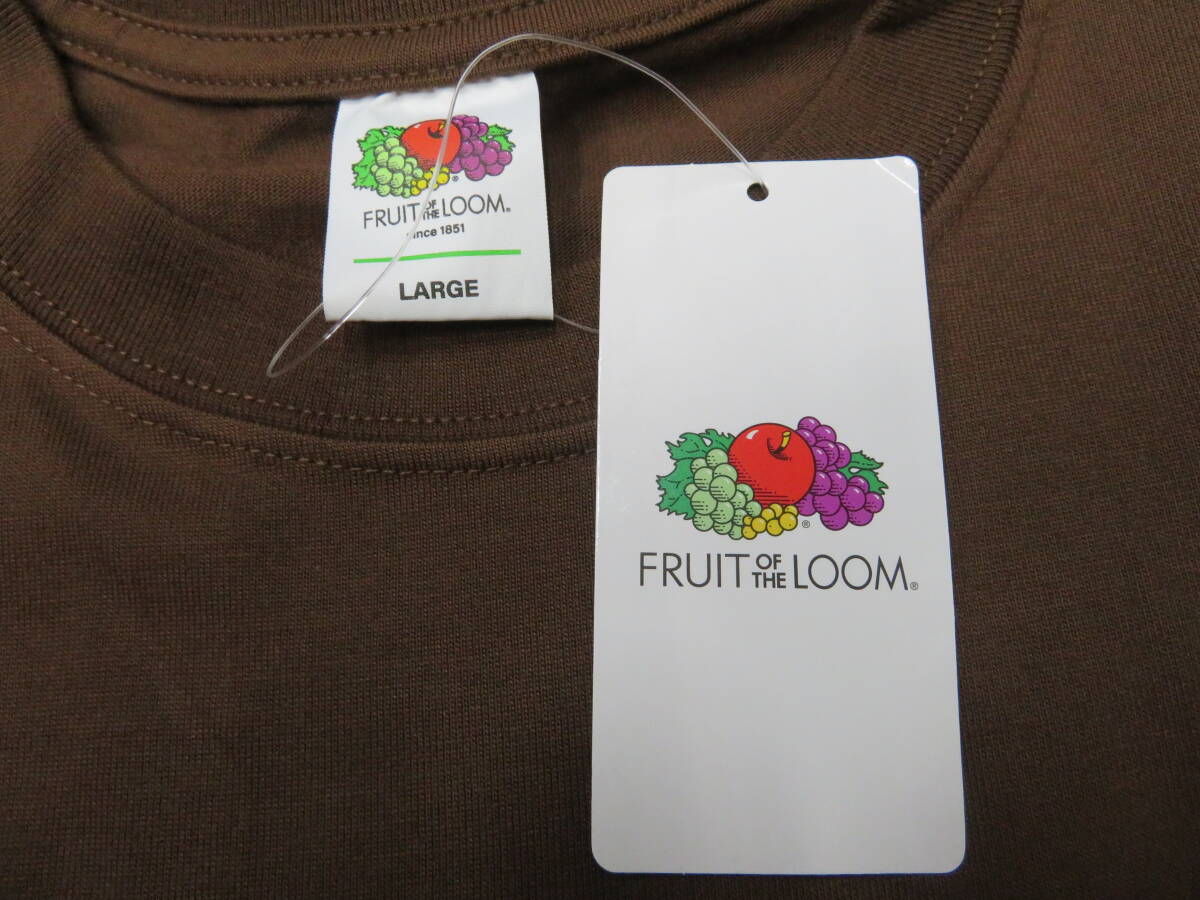 FRUIT OF THE LOOM®
since 1851
LARGE
®
FRUIT OF THE LOOM®
®